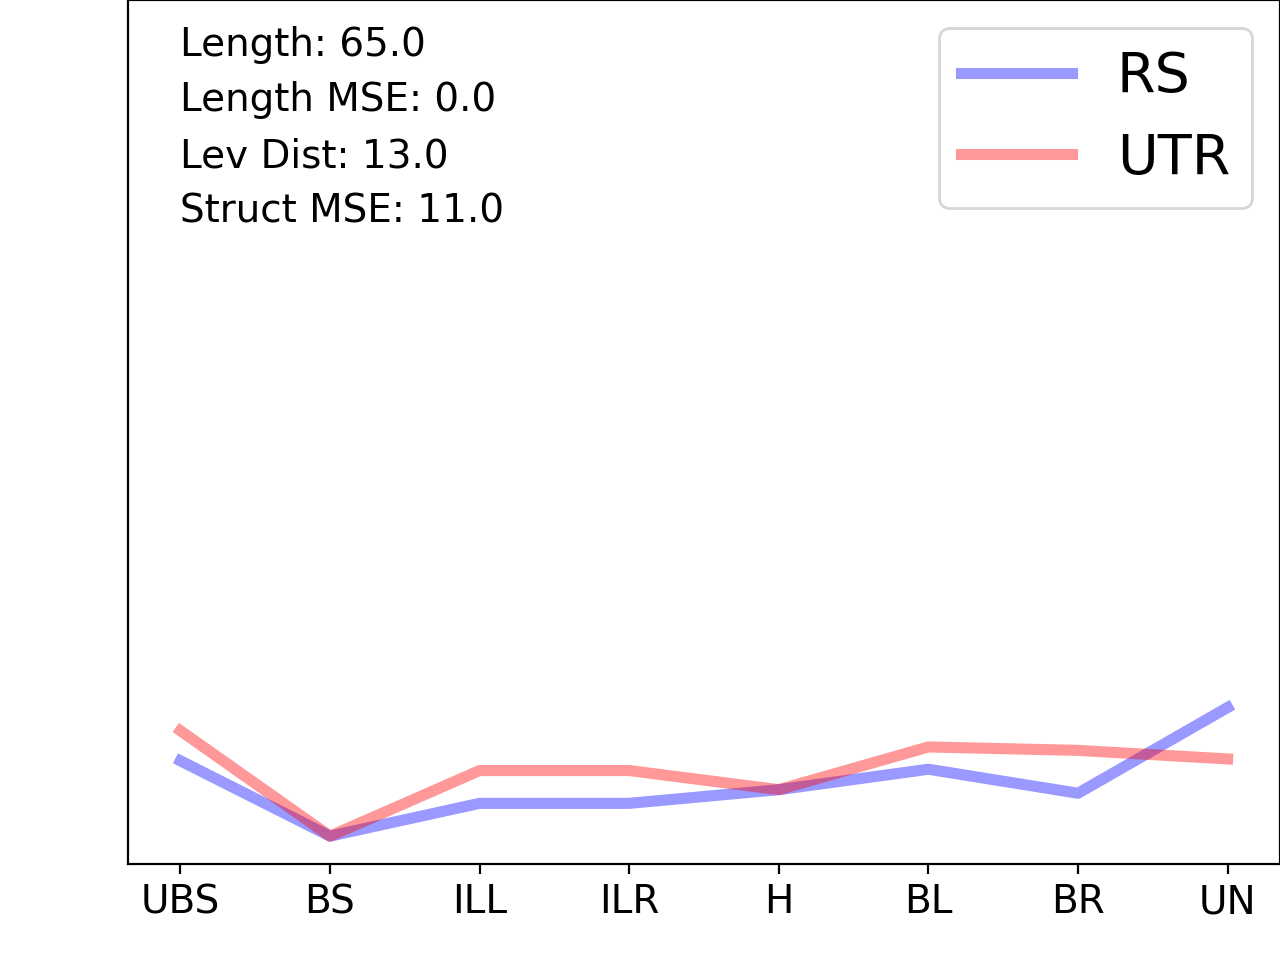 Length: 65.0
Length MSE: 0.0
Lev Dist: 13.0
Struct MSE: 11.0
RS
UTR
UBS BS ILL ILR H BL BR UN